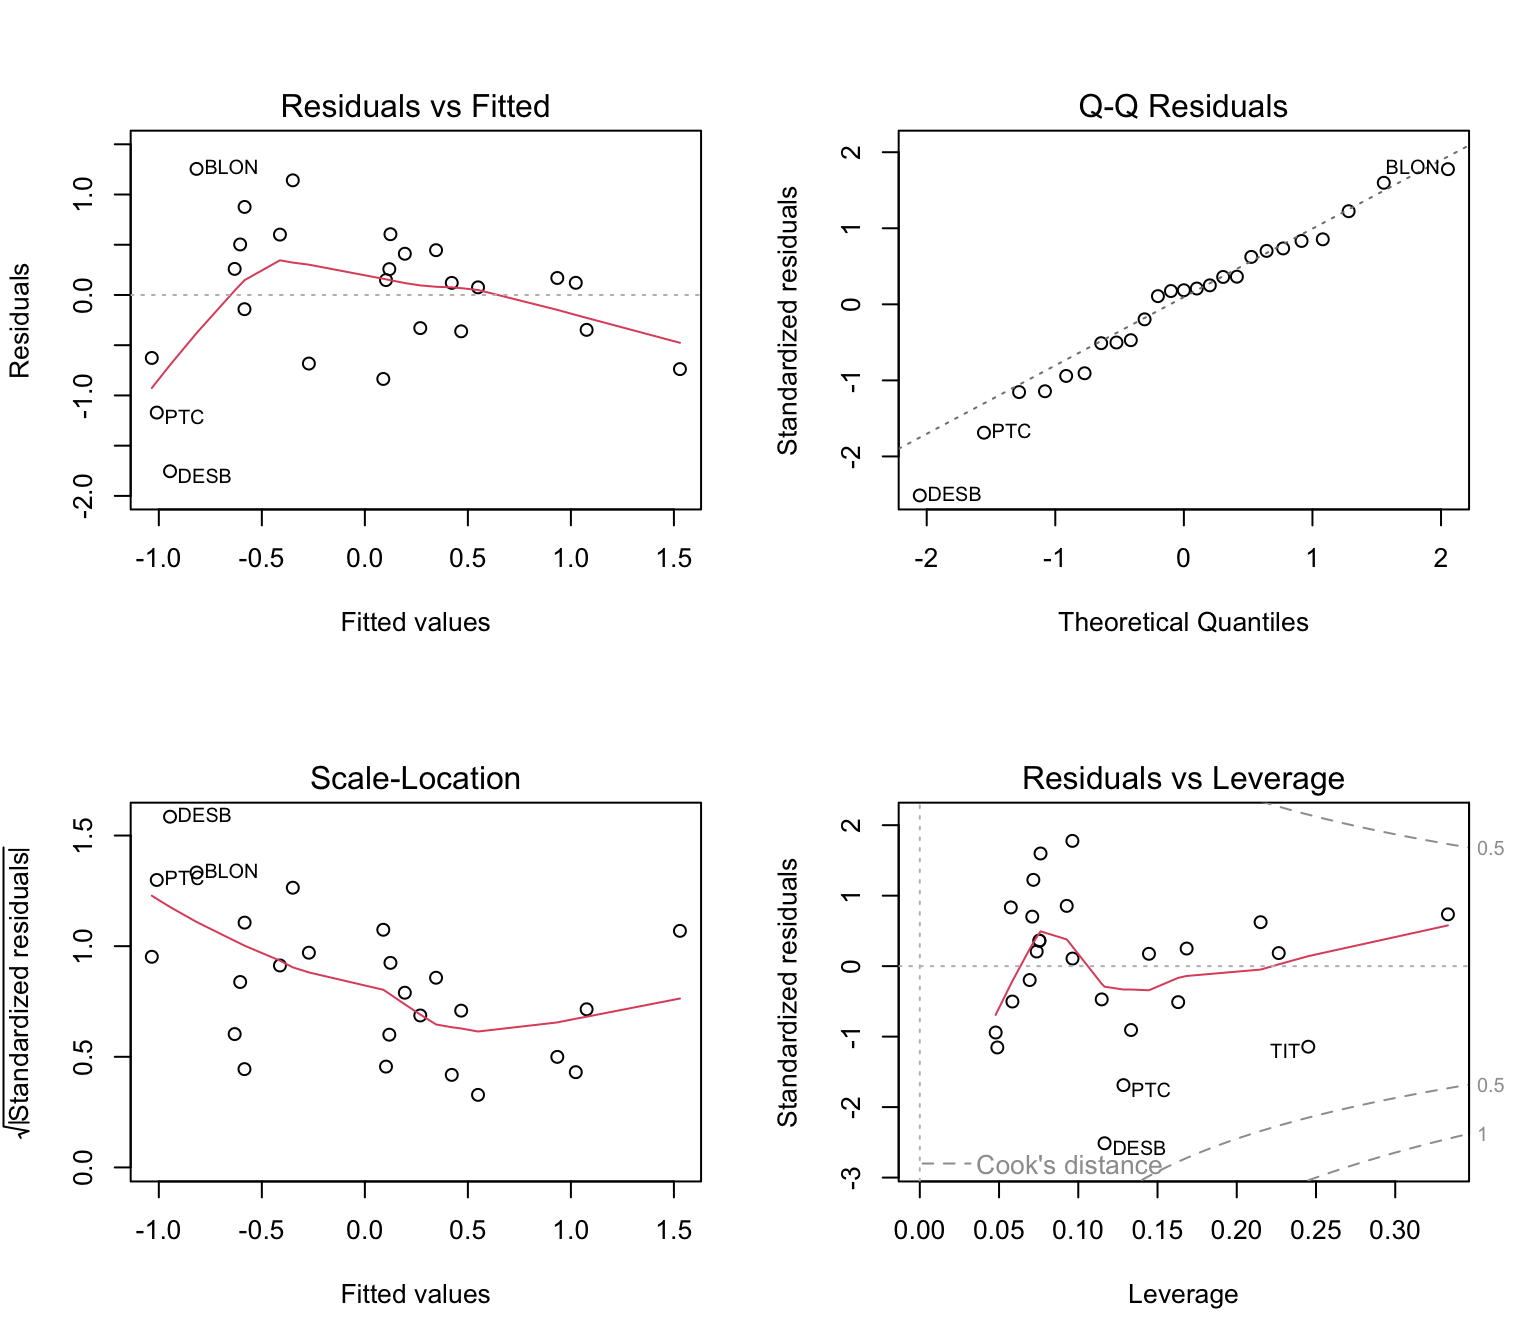 Residuals vs Fitted
Residuals
-2.0 -1.0 0.0 1.0
BLON
PTC
DESB
-1.0 -0.5 0.0 0.5 1.0 1.5
Fitted values
Q-Q Residuals
Standardized residuals
-2 -1 0 1 2
BLON
PTC
DESB
-2 -1 0 1 2
Theoretical Quantiles
Scale-Location
√|Standardized residuals|
0.0 0.5 1.0 1.5
DESB
PTC
BLON
-1.0 -0.5 0.0 0.5 1.0 1.5
Fitted values
Residuals vs Leverage
Standardized residuals
-3 -2 -1 0 1 2
0.5
TIT
PTC
0.5
DESB
1
Cook's distance
0.00 0.05 0.10 0.15 0.20 0.25 0.30
Leverage